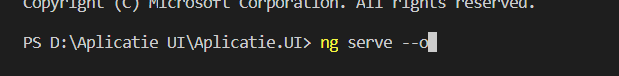 Copyright (C) Microsoft Corporation. All rights reserved.
PS D:\Aplicatie UI\Aplicatie.UI> ng serve --o